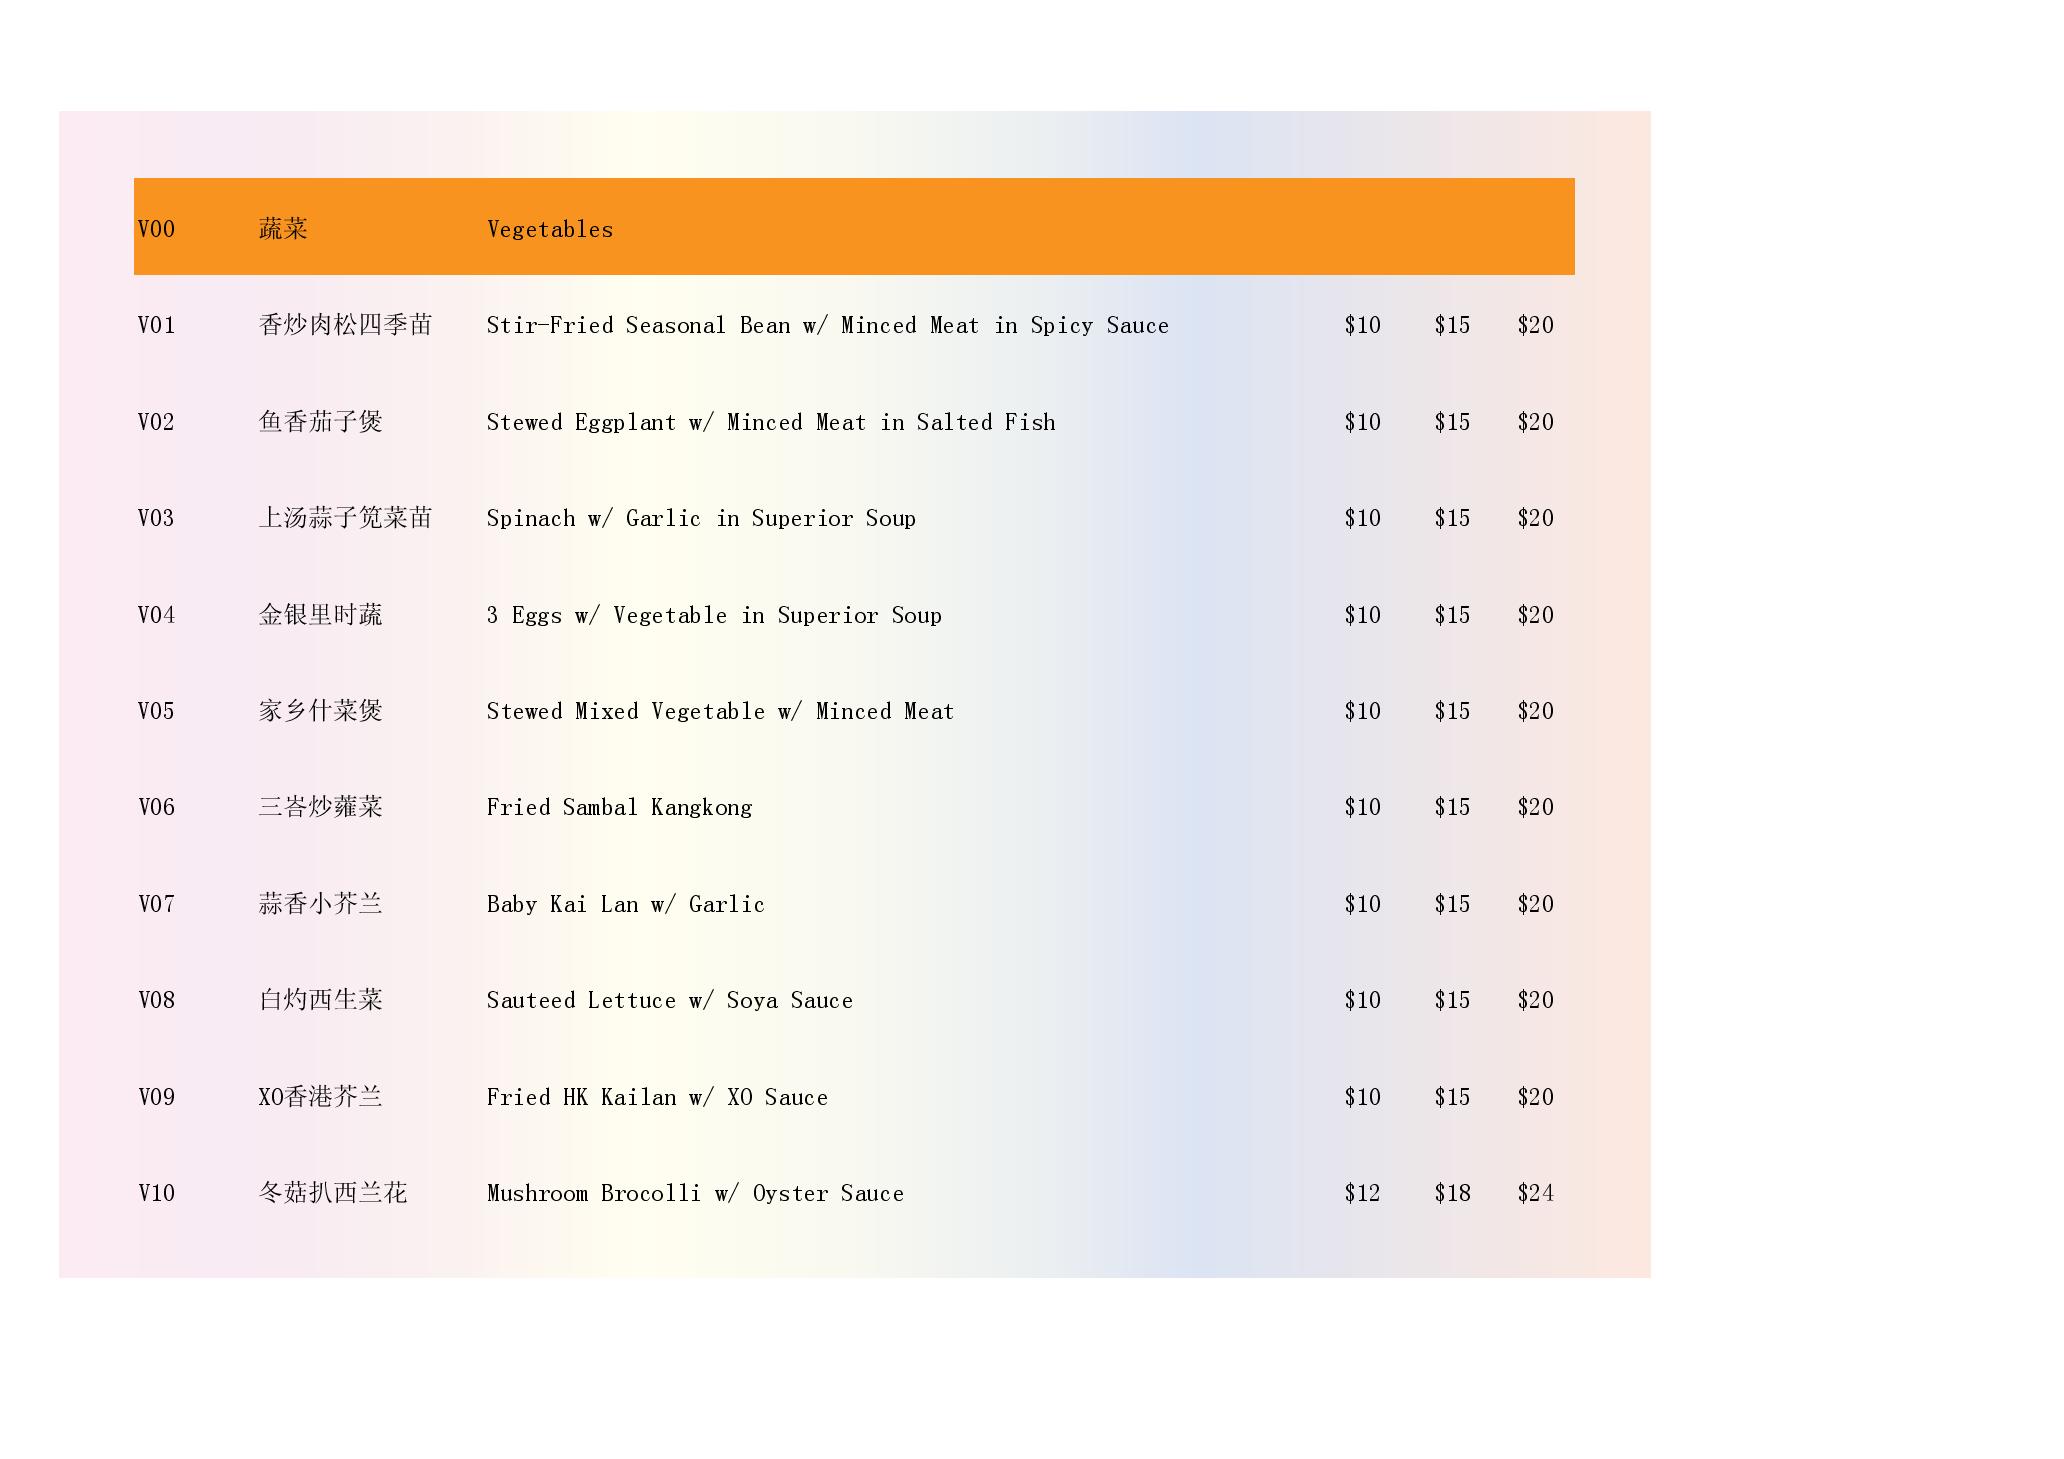 V00 蔬菜 Vegetables
V01 香炒肉松四季苗 Stir-Fried Seasonal Bean w/ Minced Meat in Spicy Sauce $10 $15 $20
V02 鱼香茄子煲 Stewed Eggplant w/ Minced Meat in Salted Fish $10 $15 $20
V03 上汤蒜子筧菜苗 Spinach w/ Garlic in Superior Soup $10 $15 $20
V04 金银里时蔬 3 Eggs w/ Vegetable in Superior Soup $10 $15 $20
V05 家乡什菜煲 Stewed Mixed Vegetable w/ Minced Meat $10 $15 $20
V06 三峇炒蕹菜 Fried Sambal Kangkong $10 $15 $20
V07 蒜香小芥兰 Baby Kai Lan w/ Garlic $10 $15 $20
V08 白灼西生菜 Sauteed Lettuce w/ Soya Sauce $10 $15 $20
V09 XO香港芥兰 Fried HK Kailan w/ XO Sauce $10 $15 $20
V10 冬菇扒西兰花 Mushroom Brocolli w/ Oyster Sauce $12 $18 $24